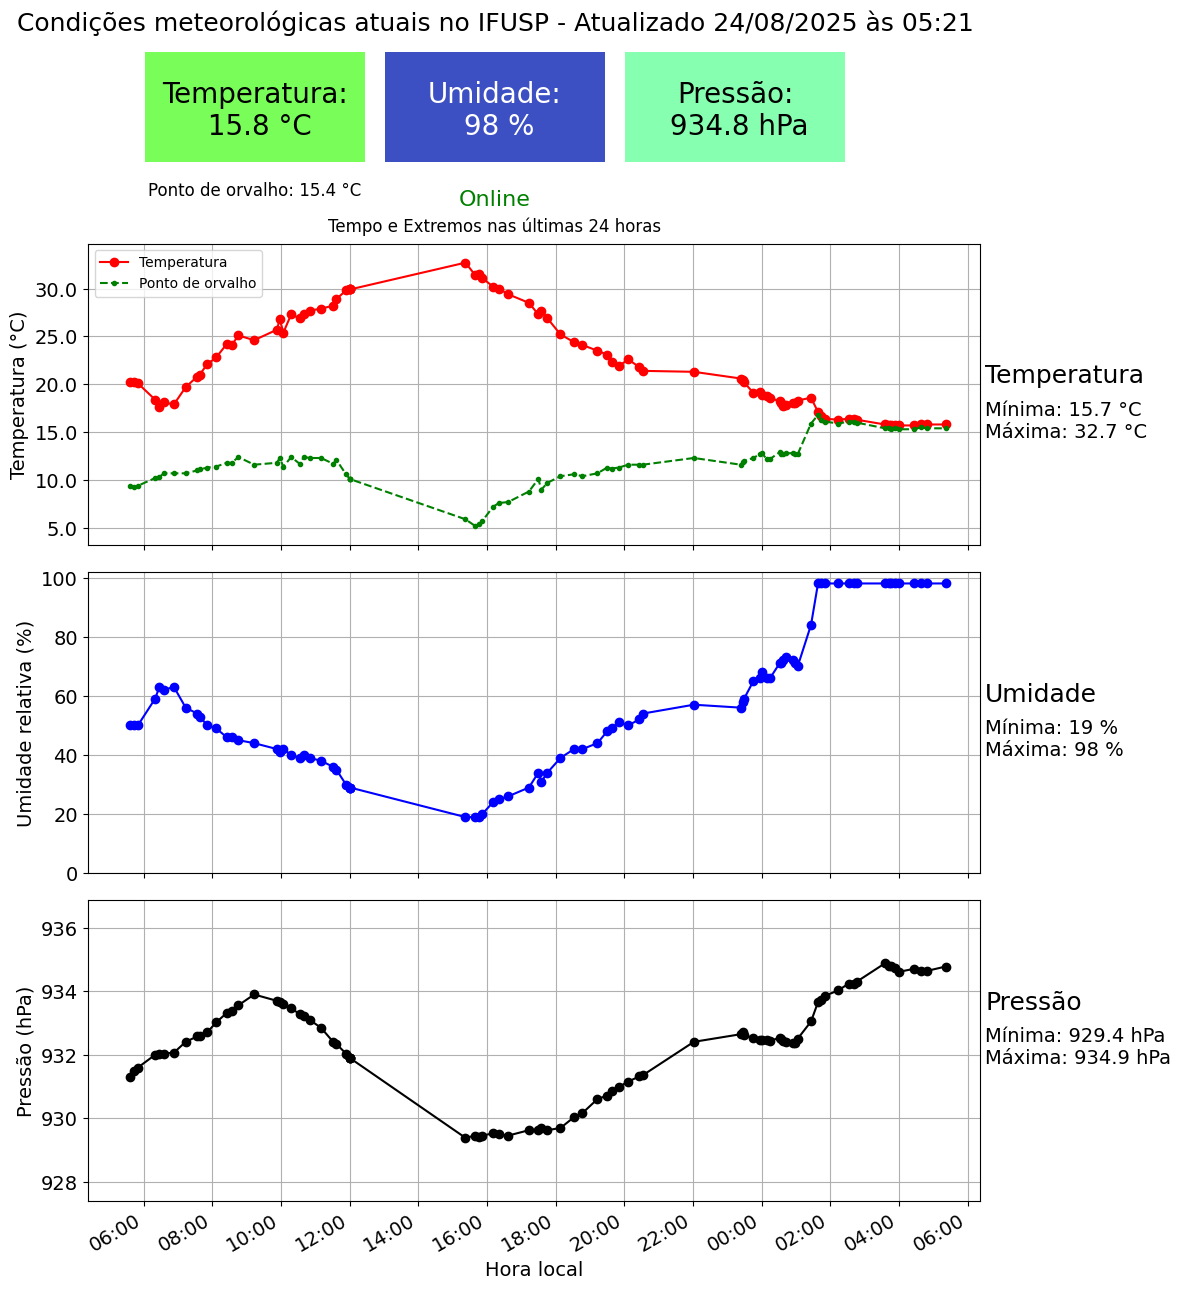 Condições meteorológicas atuais no IFUSP - Atualizado 24/08/2025 às 05:21
Temperatura:
15.8 °C
Umidade:
98 %
Pressão:
934.8 hPa
Ponto de orvalho: 15.4 °C
Online
Tempo e Extremos nas últimas 24 horas
Temperatura
Ponto de orvalho
Temperatura (°C)
30.0
25.0
20.0
15.0
10.0
5.0
Temperatura
Mínima: 15.7 °C
Máxima: 32.7 °C
Umidade relativa (%)
100
80
60
40
20
0
Umidade
Mínima: 19 %
Máxima: 98 %
Pressão (hPa)
936
934
932
930
928
Pressão
Mínima: 929.4 hPa
Máxima: 934.9 hPa
06:00 08:00 10:00 12:00 14:00 16:00 18:00 20:00 22:00 00:00 02:00 04:00 06:00
Hora local